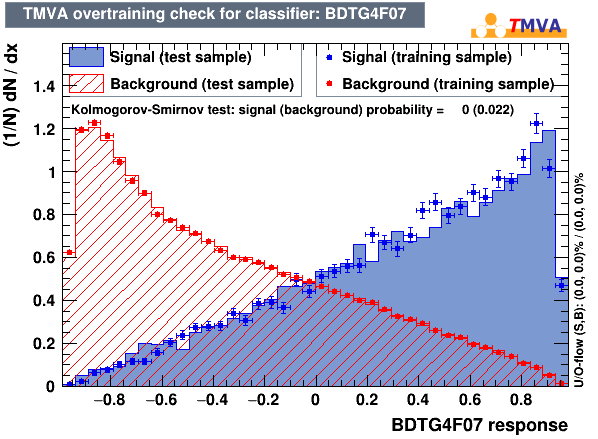 TMVA overtraining check for classifier: BDTG4F07
TMVA
Signal (test sample)
Signal (training sample)
Background (test sample)
Background (training sample)
Kolmogorov-Smirnov test: signal (background) probability = 0 (0.022)
(1/N) dN / dx
1.4
1.2
1
0.8
0.6
0.4
0.2
0
−0.8 −0.6 −0.4 −0.2 0 0.2 0.4 0.6 0.8
BDTG4F07 response
U/O-flow (S,B): (0.0, 0.0)% / (0.0, 0.0)%